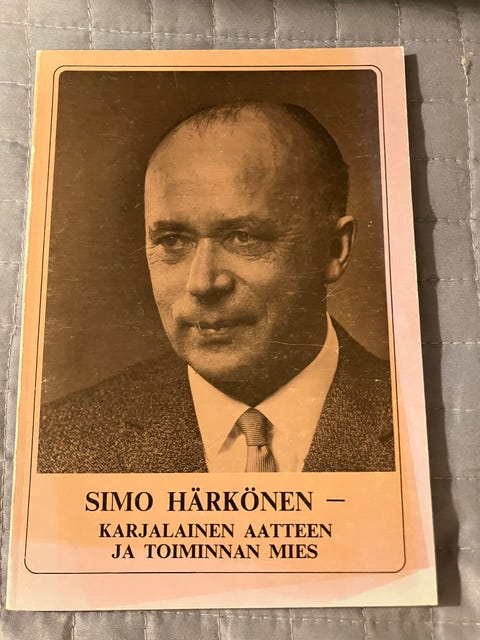 SIMO HÄRKÖNEN –
KARJALAINEN AATTEEN
JA TOIMINNAN MIES